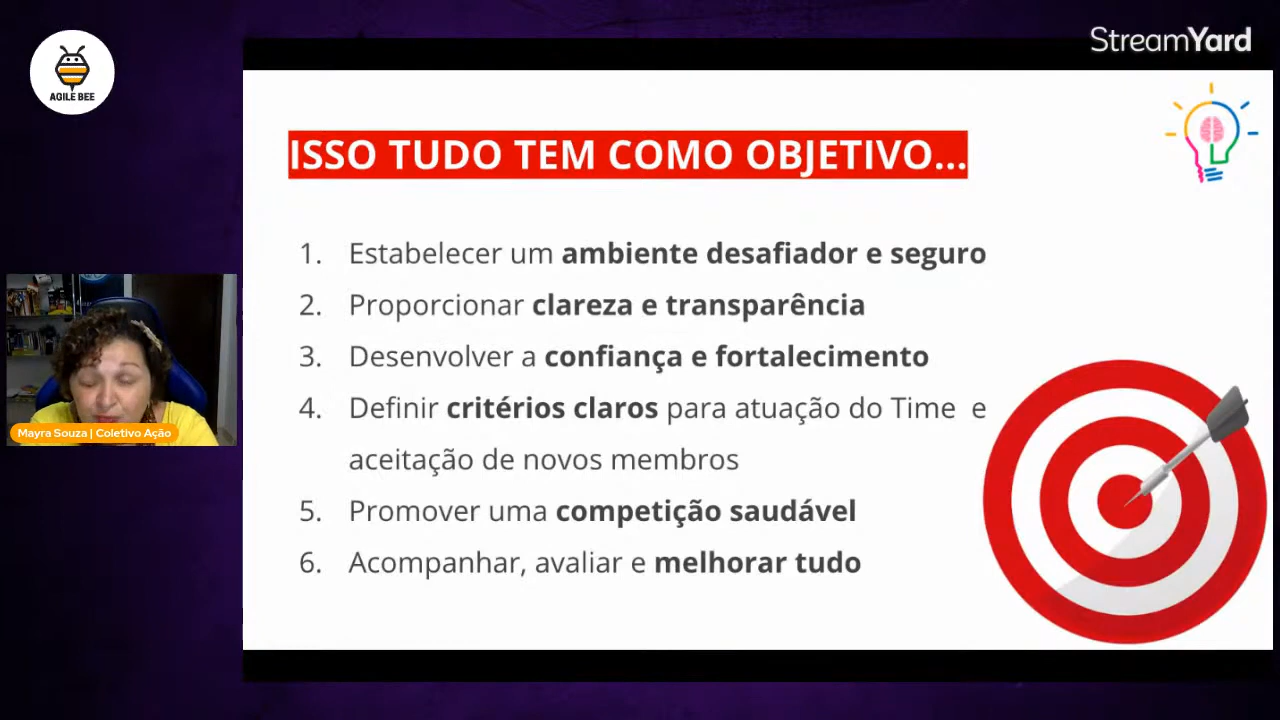 AGILE BEE
StreamYard
ISSO TUDO TEM COMO OBJETIVO...
1. Estabelecer um ambiente desafiador e seguro
2. Proporcionar clareza e transparência
3. Desenvolver a confiança e fortalecimento
4. Definir critérios claros para atuação do Time e
aceitação de novos membros
5. Promover uma competição saudável
6. Acompanhar, avaliar e melhorar tudo
Mayra Souza | Coletivo Ação